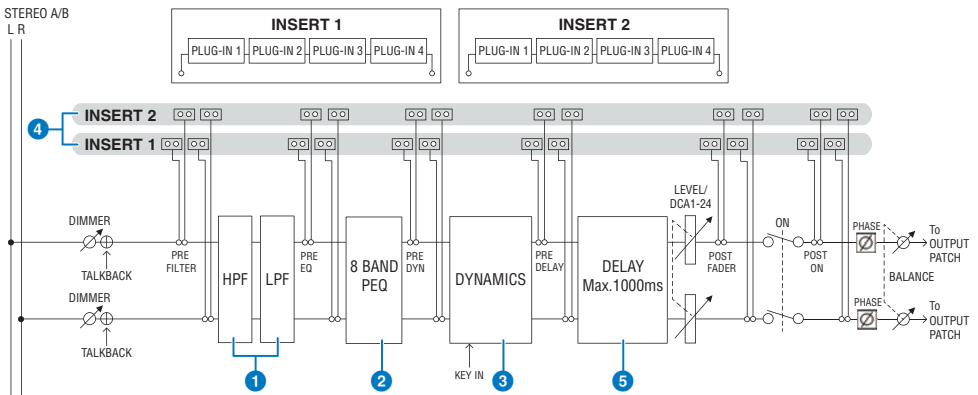 STEREO A/B
L R
INSERT 1
PLUG-IN 1 PLUG-IN 2 PLUG-IN 3 PLUG-IN 4
INSERT 2
PLUG-IN 1 PLUG-IN 2 PLUG-IN 3 PLUG-IN 4
4
INSERT 2
INSERT 1
DIMMER
TALKBACK
PRE
FILTER
HPF
LPF
PRE
EQ
8 BAND
PEQ
PRE
DYN
DYNAMICS
PRE
DELAY
DELAY
Max.1000ms
LEVEL/
DCA1-24
POST
FADER
ON
POST
ON
PHASE
To
OUTPUT
PATCH
BALANCE
DIMMER
TALKBACK
KEY IN
PHASE
To
OUTPUT
PATCH
1
2
3
5